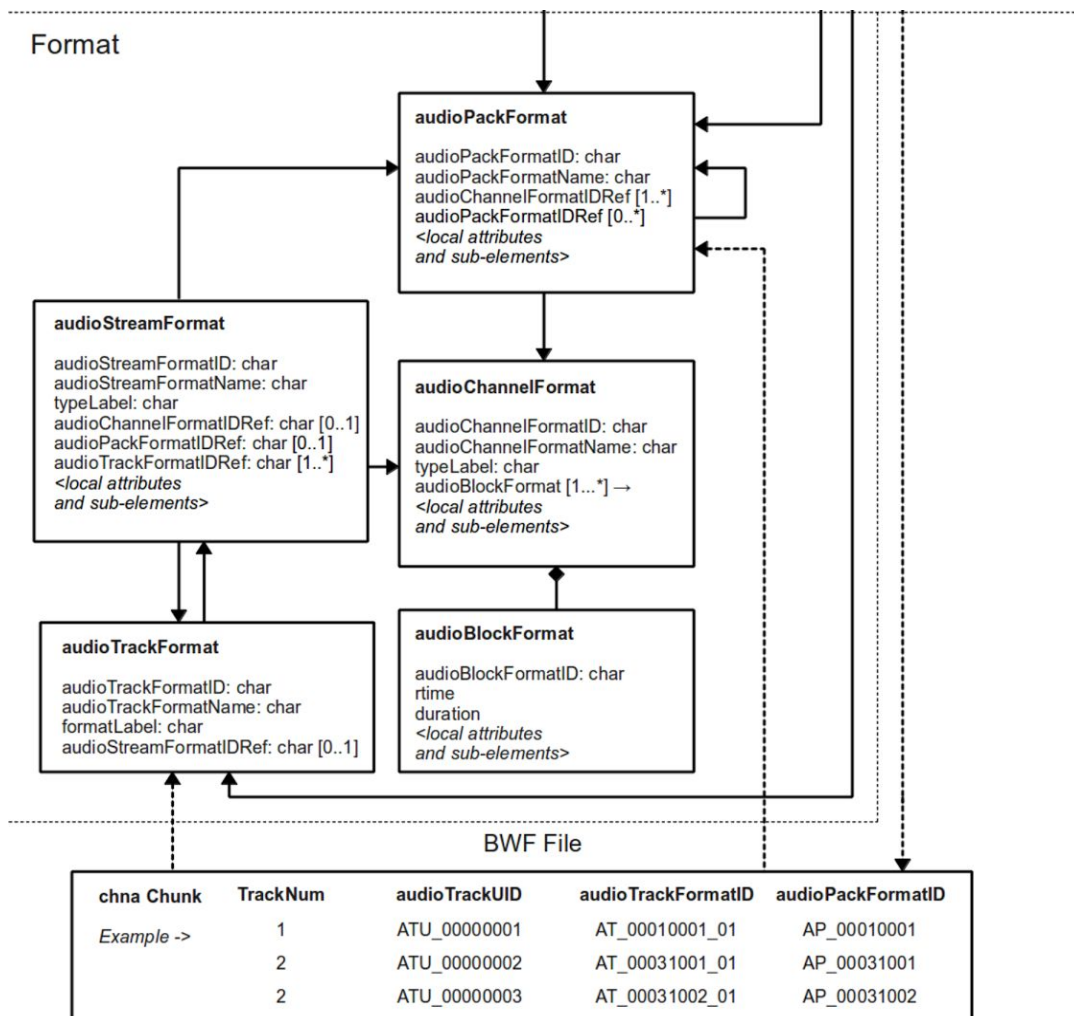 Format
audioPackFormat
audioPackFormatID: char
audioPackFormatName: char
audioChannelFormatIDRef [1..*]
audioPackFormatIDRef [0..*]
<local attributes
and sub-elements>
audioStreamFormat
audioStreamFormatID: char
audioStreamFormatName: char
typeLabel: char
audioChannelFormatIDRef: char [0..1]
audioPackFormatIDRef: char [0..1]
audioTrackFormatIDRef: char [1..*]
<local attributes
and sub-elements>
audioChannelFormat
audioChannelFormatID: char
audioChannelFormatName: char
typeLabel: char
audioBlockFormat [1...*] →
<local attributes
and sub-elements>
audioTrackFormat
audioTrackFormatID: char
audioTrackFormatName: char
formatLabel: char
audioStreamFormatIDRef: char [0..1]
audioBlockFormat
audioBlockFormatID: char
rtime
duration
<local attributes
and sub-elements>
BWF File
chna Chunk TrackNum audioTrackUID audioTrackFormatID audioPackFormatID
Example -> 1 ATU_00000001 AT_00010001_01 AP_00010001
2 ATU_00000002 AT_00031001_01 AP_00031001
2 ATU_00000003 AT_00031002_01 AP_00031002